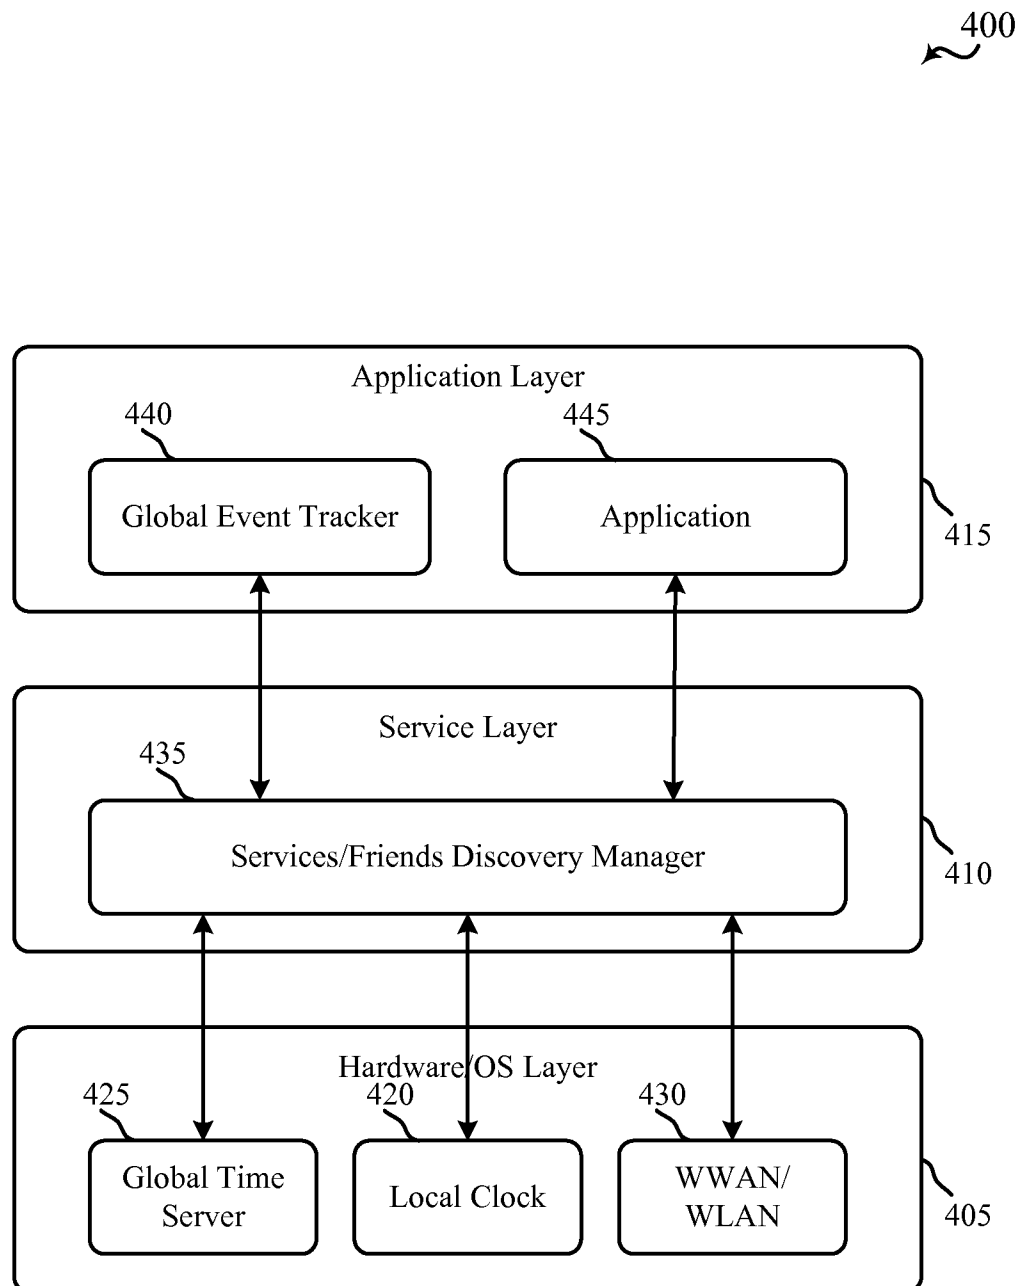 400
Application Layer
440
445
Global Event Tracker
Application
415
Service Layer
435
Services/Friends Discovery Manager
410
Hardware/OS Layer
425
420
430
Global Time
Server
Local Clock
WWAN/
WLAN
405